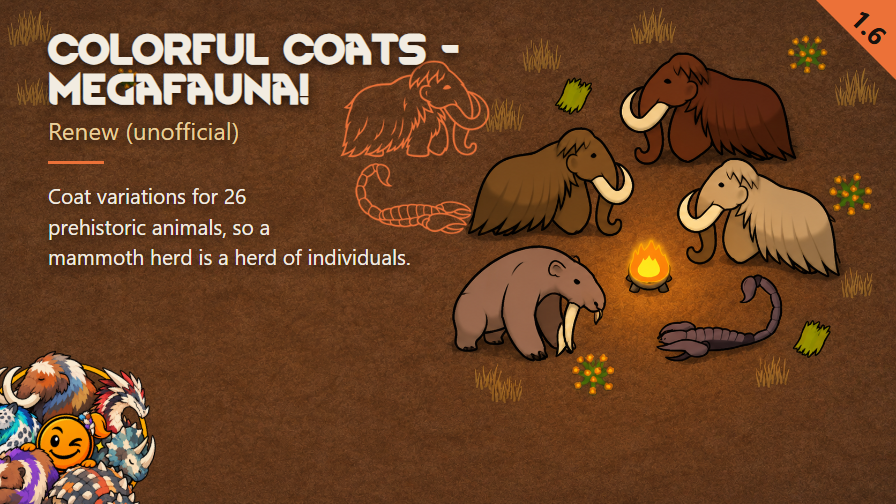 COLORFUL COATS -
MEGAFAUNA!
Renew (unofficial)
Coat variations for 26
prehistoric animals, so a
mammoth herd is a herd of individuals.
1.6